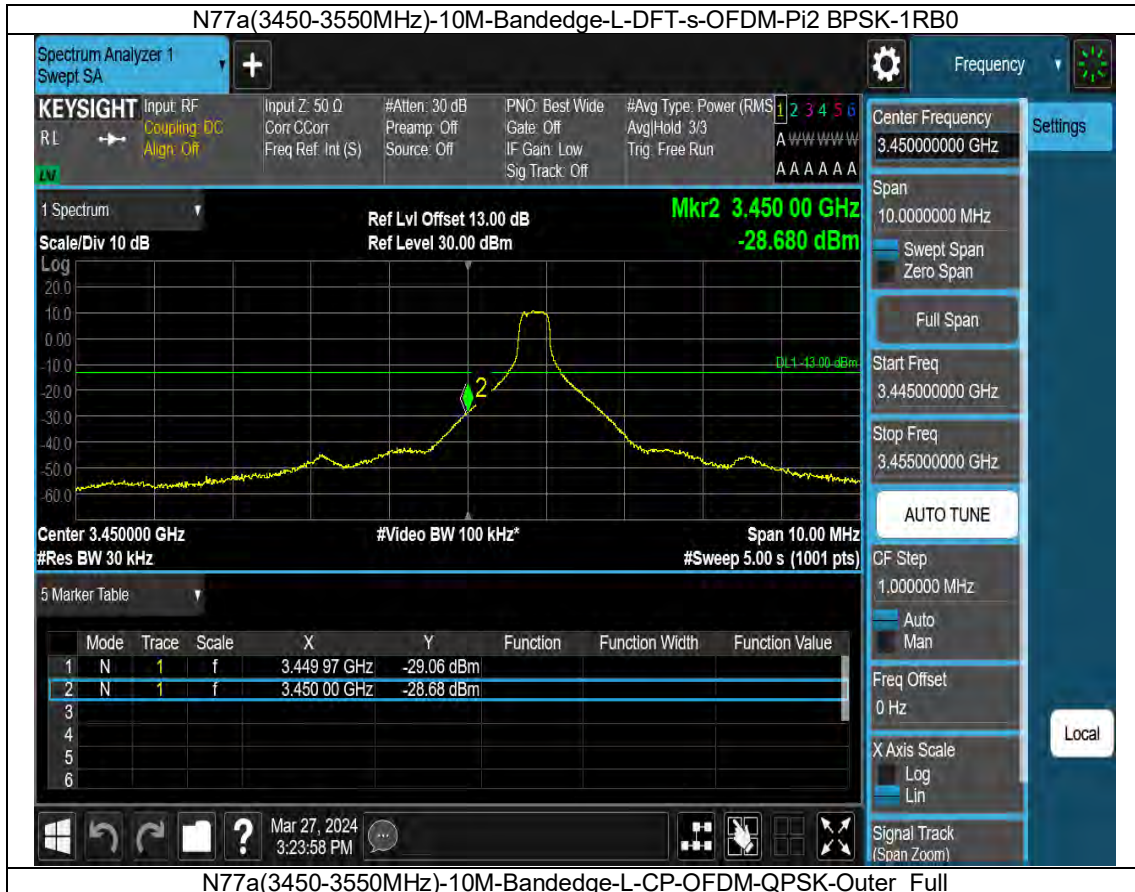 N77a(3450-3550MHz)-10M-Bandedge-L-DFT-s-OFDM-Pi2 BPSK-1RB0
Spectrum Analyzer 1
Swept SA
+
Frequency
KEYSIGHT Input: RF Input Z: 50 Ω #Atten: 30 dB PNO: Best Wide #Avg Type: Power (RMS 1 2 3 4 5 6
RL Coupling: DC Corr CCorr Preamp: Off Gate: Off Avg|Hold: 3/3 A W W W W W
Align: Off Freq Ref: Int (S) Source: Off IF Gain: Low Trig: Free Run
LXI Sig Track: Off A A A A A A
Center Frequency
3.450000000 GHz
Settings
1 Spectrum
Ref Lvl Offset 13.00 dB Mkr2 3.450 00 GHz
Scale/Div 10 dB Ref Level 30.00 dBm -28.680 dBm
Log
20.0
10.0
0.00
-10.0
DL1 -13.00 dBm
-20.0
2
-30.0
-40.0
-50.0
-60.0
Center 3.450000 GHz #Video BW 100 kHz* Span 10.00 MHz
#Res BW 30 kHz #Sweep 5.00 s (1001 pts)
Span
10.0000000 MHz
Swept Span
Zero Span
Full Span
Start Freq
3.445000000 GHz
Stop Freq
3.455000000 GHz
AUTO TUNE
CF Step
1.000000 MHz
Auto
Man
Freq Offset
0 Hz
X Axis Scale
Log
Lin
Signal Track
(Span Zoom)
Local
5 Marker Table
Mode Trace Scale X Y Function Function Width Function Value
1 N 1 f 3.449 97 GHz -29.06 dBm
2 N 1 f 3.450 00 GHz -28.68 dBm
3
4
5
6
?
Mar 27, 2024
3:23:58 PM
N77a(3450-3550MHz)-10M-Bandedge-L-CP-OFDM-QPSK-Outer_Full